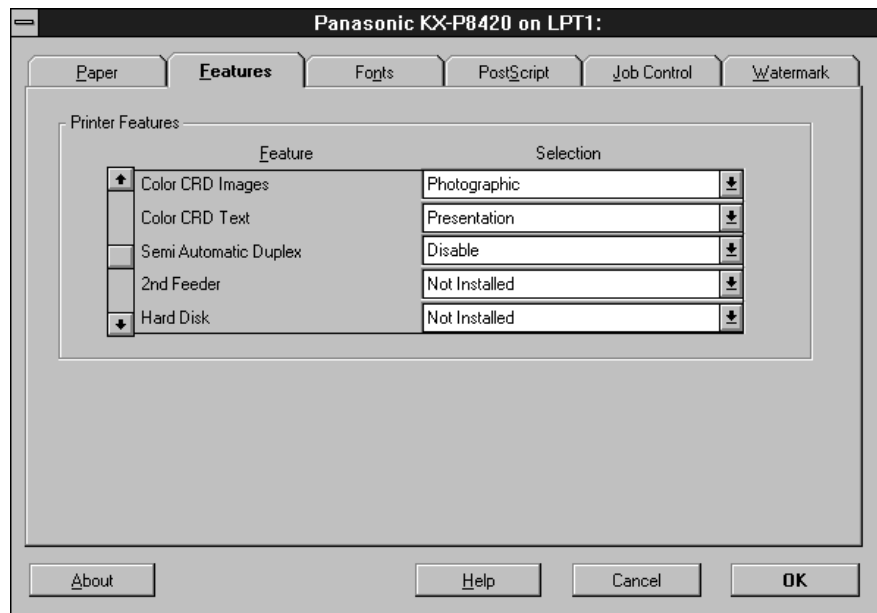 Panasonic KX-P8420 on LPT1:
Paper Features Fonts PostScript Job Control Watermark
Printer Features
Feature Selection
Color CRD Images Photographic
Color CRD Text Presentation
Semi Automatic Duplex Disable
2nd Feeder Not Installed
Hard Disk Not Installed
About Help Cancel OK